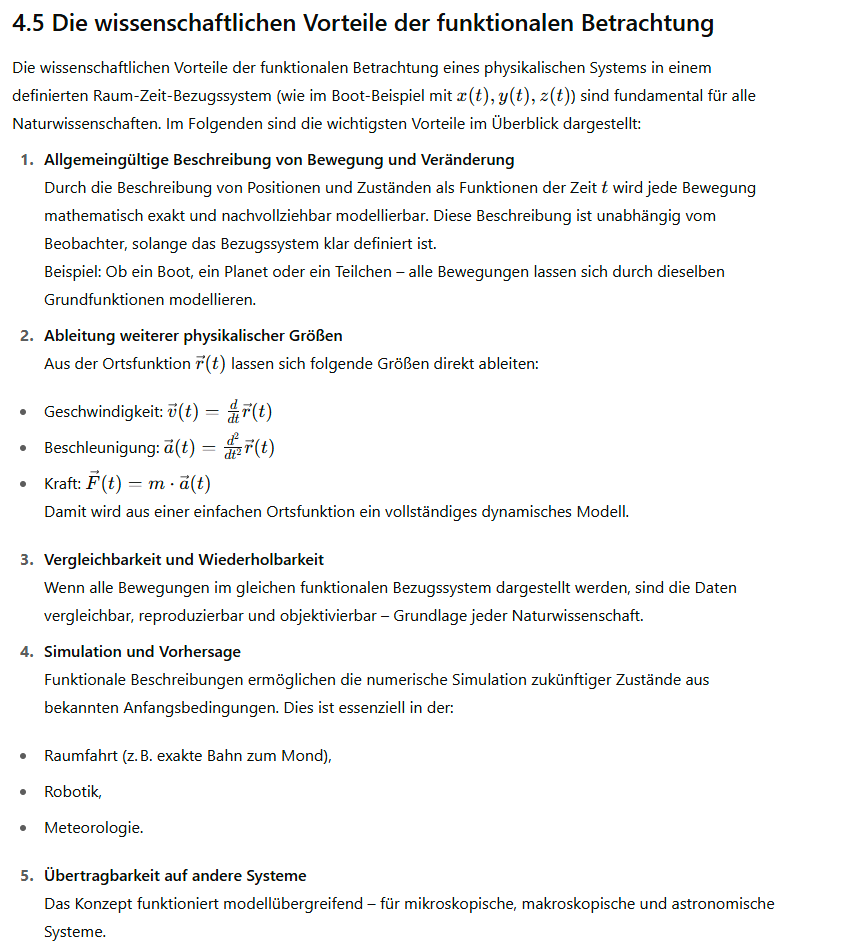 4.5 Die wissenschaftlichen Vorteile der funktionalen Betrachtung
Die wissenschaftlichen Vorteile der funktionalen Betrachtung eines physikalischen Systems in einem
definierten Raum-Zeit-Bezugssystem (wie im Boot-Beispiel mit x(t), y(t), z(t)) sind fundamental für alle
Naturwissenschaften. Im Folgenden sind die wichtigsten Vorteile im Überblick dargestellt:
1. Allgemeingültige Beschreibung von Bewegung und Veränderung
Durch die Beschreibung von Positionen und Zuständen als Funktionen der Zeit t wird jede Bewegung
mathematisch exakt und nachvollziehbar modellierbar. Diese Beschreibung ist unabhängig vom
Beobachter, solange das Bezugssystem klar definiert ist.
Beispiel: Ob ein Boot, ein Planet oder ein Teilchen – alle Bewegungen lassen sich durch dieselben
Grundfunktionen modellieren.
2. Ableitung weiterer physikalischer Größen
Aus der Ortsfunktion r⃗(t) lassen sich folgende Größen direkt ableiten:
• Geschwindigkeit: v⃗(t) = d/dt r⃗(t)
• Beschleunigung: a⃗(t) = d²/dt² r⃗(t)
• Kraft: F⃗(t) = m · a⃗(t)
Damit wird aus einer einfachen Ortsfunktion ein vollständiges dynamisches Modell.
3. Vergleichbarkeit und Wiederholbarkeit
Wenn alle Bewegungen im gleichen funktionalen Bezugssystem dargestellt werden, sind die Daten
vergleichbar, reproduzierbar und objektivierbar – Grundlage jeder Naturwissenschaft.
4. Simulation und Vorhersage
Funktionale Beschreibungen ermöglichen die numerische Simulation zukünftiger Zustände aus
bekannten Anfangsbedingungen. Dies ist essenziell in der:
• Raumfahrt (z. B. exakte Bahn zum Mond),
• Robotik,
• Meteorologie.
5. Übertragbarkeit auf andere Systeme
Das Konzept funktioniert modellübergreifend – für mikroskopische, makroskopische und astronomische
Systeme.